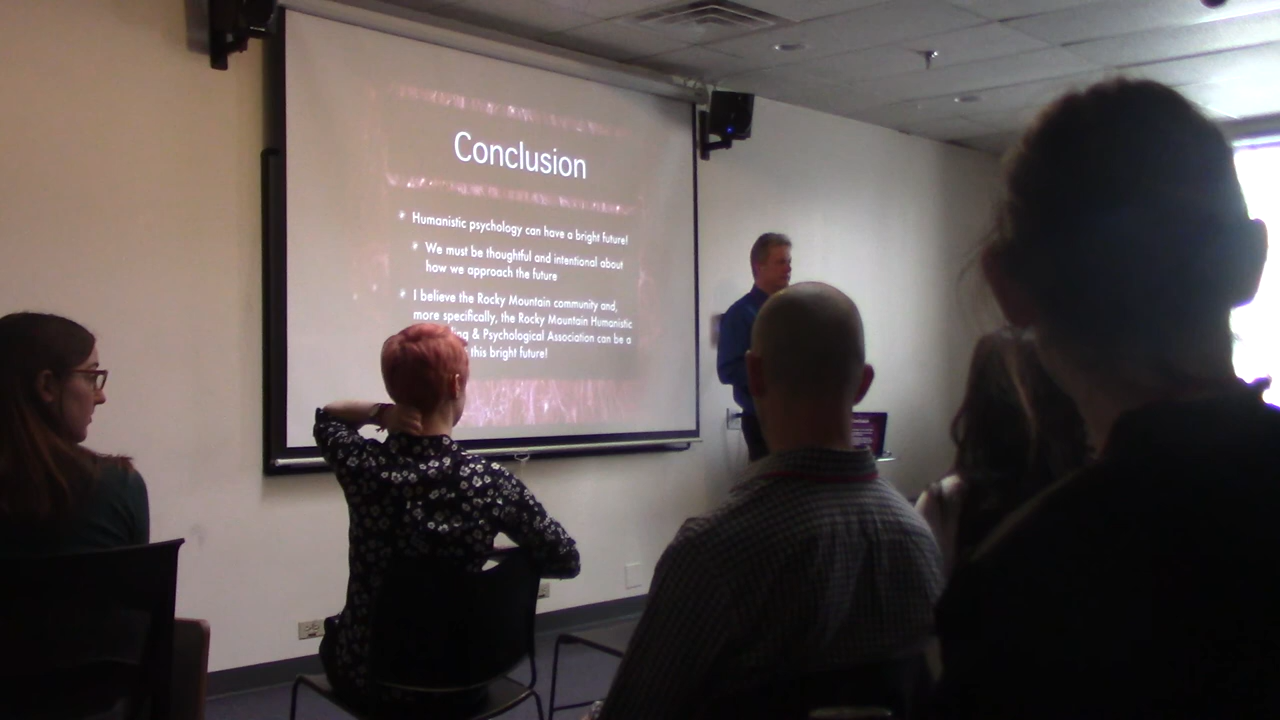 Conclusion
Humanistic psychology can have a bright future!
We must be thoughtful and intentional about
how we approach the future
I believe the Rocky Mountain community and,
more specifically, the Rocky Mountain Humanistic
& Psychological Association can be a
this bright future!